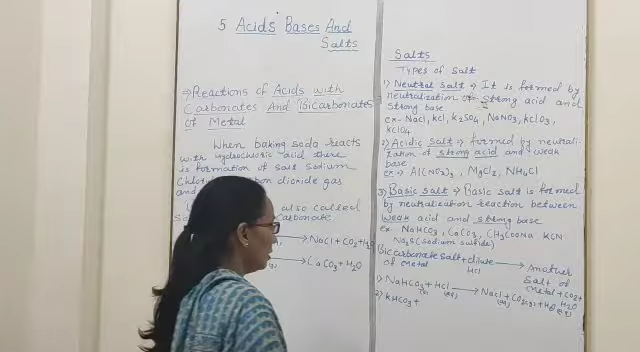 5 Acids Bases And
Salts
⇒ Reactions of Acids with
Carbonates And Bicarbonates
Of Metal
When baking soda reacts
with Hydrochloric acid there
is formation of salt Sodium
dioxide gas
also called
→ NaCl + CO2 + H2O
→ CaCO3 + H2O
Salts
Types of salt
1) Neutral salt → It is formed by
neutralization of strong acid and
strong base
ex- NaCl, KCl, K2SO4, NaNO3, KClO3,
KClO4
2) Acidic salt → formed by neutrali-
zation of strong acid and weak
base
ex → Al(NO3)3, MgCl2, NH4Cl
3) Basic salt → Basic salt is formed
by neutralization reaction between
weak acid and strong base
ex. NaHCO3, CaCO3, CH3COONa KCN
Na2S (sodium sulfide)
Bicarbonate salt + dilute → Another
of metal HCl salt of
metal + CO2 +
H2O
1) NaHCO3 + HCl → NaCl + CO2(g) + H2O
(s) (aq) (aq)
2) KHCO3 +